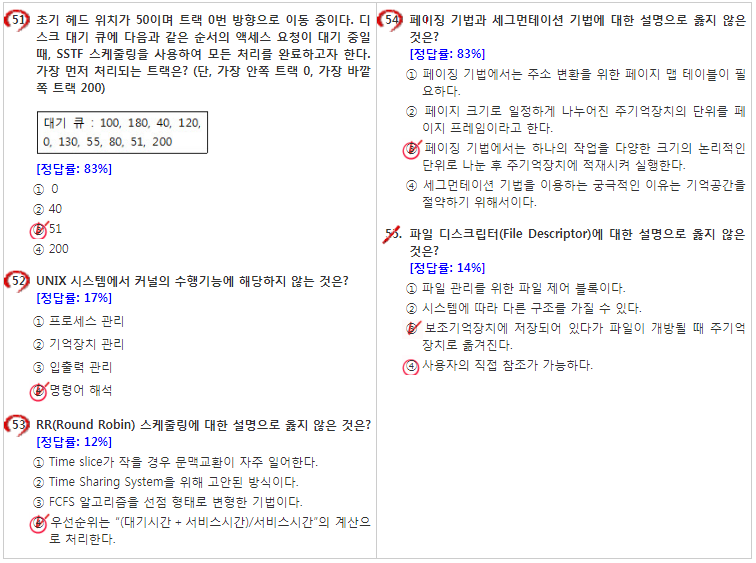 51. 초기 헤드 위치가 50이며 트랙 0번 방향으로 이동 중이다. 디
스크 대기 큐에 다음과 같은 순서의 액세스 요청이 대기 중일
때, SSTF 스케줄링을 사용하여 모든 처리를 완료하고자 한다.
가장 먼저 처리되는 트랙은? (단, 가장 안쪽 트랙 0, 가장 바깥
쪽 트랙 200)
대기 큐 : 100, 180, 40, 120,
0, 130, 55, 80, 51, 200
[정답률: 83%]
① 0
② 40
③ 51
④ 200
52. UNIX 시스템에서 커널의 수행기능에 해당하지 않는 것은?
[정답률: 17%]
① 프로세스 관리
② 기억장치 관리
③ 입출력 관리
④ 명령어 해석
53. RR(Round Robin) 스케줄링에 대한 설명으로 옳지 않은 것은?
[정답률: 12%]
① Time slice가 작을 경우 문맥교환이 자주 일어한다.
② Time Sharing System을 위해 고안된 방식이다.
③ FCFS 알고리즘을 선점 형태로 변형한 기법이다.
④ 우선순위는 “(대기시간 + 서비스시간)/서비스시간”의 계산으
로 처리한다.
54. 페이징 기법과 세그먼테이션 기법에 대한 설명으로 옳지 않은
것은?
[정답률: 83%]
① 페이징 기법에서는 주소 변환을 위한 페이지 맵 테이블이 필
요하다.
② 페이지 크기로 일정하게 나누어진 주기억장치의 단위를 페
이지 프레임이라고 한다.
③ 페이징 기법에서는 하나의 작업을 다양한 크기의 논리적인
단위로 나눈 후 주기억장치에 적재시켜 실행한다.
④ 세그먼테이션 기법을 이용하는 궁극적인 이유는 기억공간을
절약하기 위해서이다.
55. 파일 디스크립터(File Descriptor)에 대한 설명으로 옳지 않은
것은?
[정답률: 14%]
① 파일 관리를 위한 파일 제어 블록이다.
② 시스템에 따라 다른 구조를 가질 수 있다.
③ 보조기억장치에 저장되어 있다가 파일이 개방될 때 주기억
장치로 옮겨진다.
④ 사용자의 직접 참조가 가능하다.